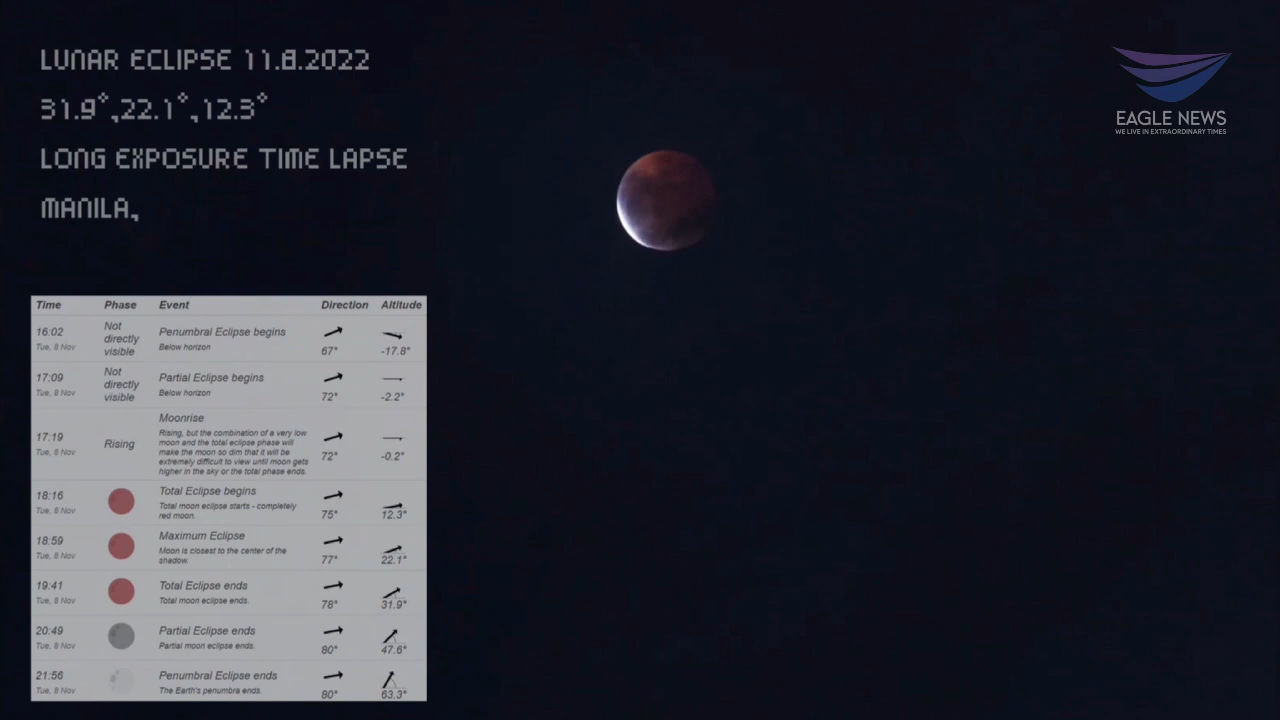 LUNAR ECLIPSE 11.8.2022
31.9°,22.1°,12.3°
LONG EXPOSURE TIME LAPSE
MANILA,
EAGLE NEWS
WE LIVE IN EXTRAORDINARY TIMES
Time Phase Event Direction Altitude
16:02
Tue, 8 Nov
Not
directly
visible
Penumbral Eclipse begins
Below horizon
67°
-17.8°
17:09
Tue, 8 Nov
Not
directly
visible
Partial Eclipse begins
Below horizon
72°
-2.2°
17:19
Tue, 8 Nov
Rising
Moonrise
Rising, but the combination of a very low
moon and the total eclipse phase will
make the moon so dim that it will be
extremely difficult to view until moon gets
higher in the sky or the total phase ends.
72°
-0.2°
18:16
Tue, 8 Nov
Total Eclipse begins
Total moon eclipse starts - completely
red moon.
75°
12.3°
18:59
Tue, 8 Nov
Maximum Eclipse
Moon is closest to the center of the
shadow.
77°
22.1°
19:41
Tue, 8 Nov
Total Eclipse ends
Total moon eclipse ends.
78°
31.9°
20:49
Tue, 8 Nov
Partial Eclipse ends
Partial moon eclipse ends.
80°
47.6°
21:56
Tue, 8 Nov
Penumbral Eclipse ends
The Earth's penumbra ends.
80°
63.3°